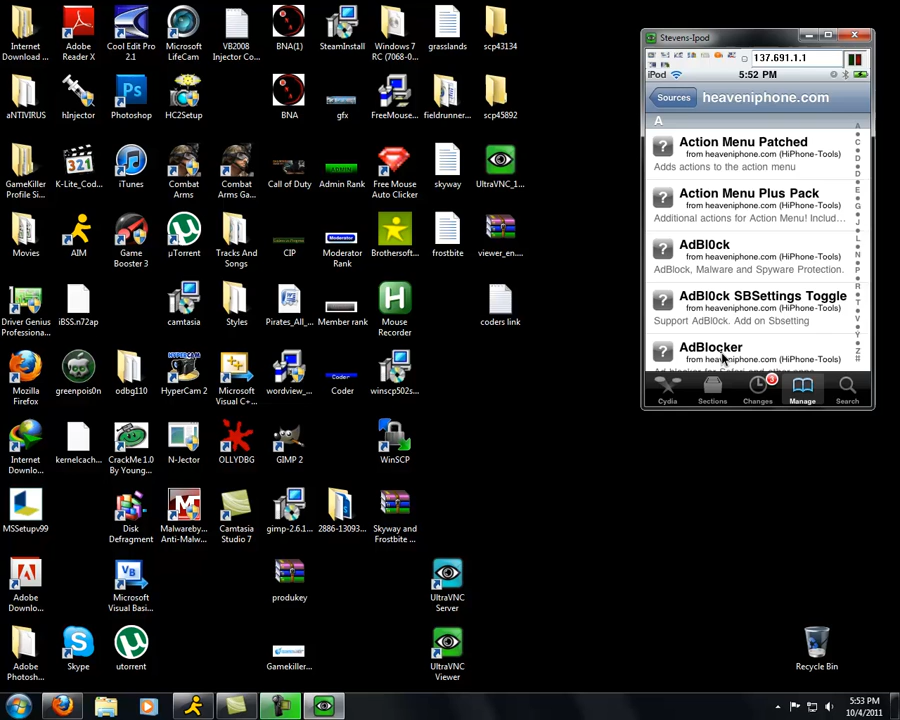 Internet Download ...
Adobe Reader X
Cool Edit Pro 2.1
Microsoft LifeCam
VB2008 Injector Co...
BNA(1)
SteamInstall
Windows 7 RC (7068-0...
grasslands
scp43134
aNTIVIRUS
hInjector
Photoshop
HC2Setup
BNA
gfx
FreeMouse...
fieldrunner...
scp45892
GameKiller Profile Si...
K-Lite_Cod...
iTunes
Combat Arms
Combat Arms Ga...
Call of Duty
Admin Rank
Free Mouse Auto Clicker
skyway
UltraVNC_1...
Movies
AIM
Game Booster 3
µTorrent
Tracks And Songs
CIP
Moderator Rank
Brothersoft...
frostbite
viewer_en...
Driver Genius Professiona...
iBSS.n72ap
camtasia
Styles
Pirates_All_...
Member rank
Mouse Recorder
coders link
Mozilla Firefox
greenpois0n
odbg110
HyperCam 2
Microsoft Visual C+...
wordview_...
Coder
winscp502s...
Internet Downlo...
kernelcach...
CrackMe 1.0 By Young...
N-Jector
OLLYDBG
GIMP 2
WinSCP
MSSetupv99
Disk Defragment
Malwareby... Anti-Malw...
Camtasia Studio 7
gimp-2.6.1...
2886-13093...
Skyway and Frostbite ...
Adobe Downlo...
Microsoft Visual Basi...
produkey
UltraVNC Server
Adobe Photosh...
Skype
utorrent
Gamekiller...
UltraVNC Viewer
Recycle Bin
Stevens-Ipod
137.691.1.1
iPod
5:52 PM
Sources
heaveniphone.com
A
Action Menu Patched
from heaveniphone.com (HiPhone-Tools)
Adds actions to the action menu
Action Menu Plus Pack
from heaveniphone.com (HiPhone-Tools)
Additional actions for Action Menu! Includ...
AdBl0ck
from heaveniphone.com (HiPhone-Tools)
AdBlock, Malware and Spyware Protection.
AdBl0ck SBSettings Toggle
from heaveniphone.com (HiPhone-Tools)
Support AdBl0ck. Add on Sbsetting
AdBlocker
from heaveniphone.com (HiPhone-Tools)
Cydia
Sections
Changes
3
Manage
Search
5:53 PM
10/4/2011